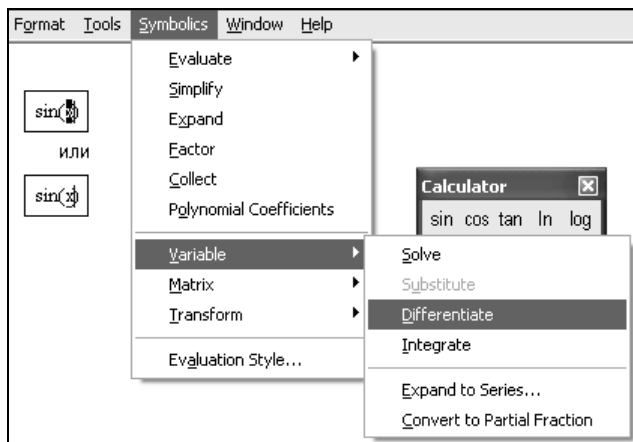 Format Tools Symbolics Window Help
Evaluate
Simplify
Expand
Factor
Collect
Polynomial Coefficients
Variable
Matrix
Transform
Evaluation Style...
sin(x)
или
sin(x)
Calculator
sin cos tan ln log
Solve
Substitute
Differentiate
Integrate
Expand to Series...
Convert to Partial Fraction